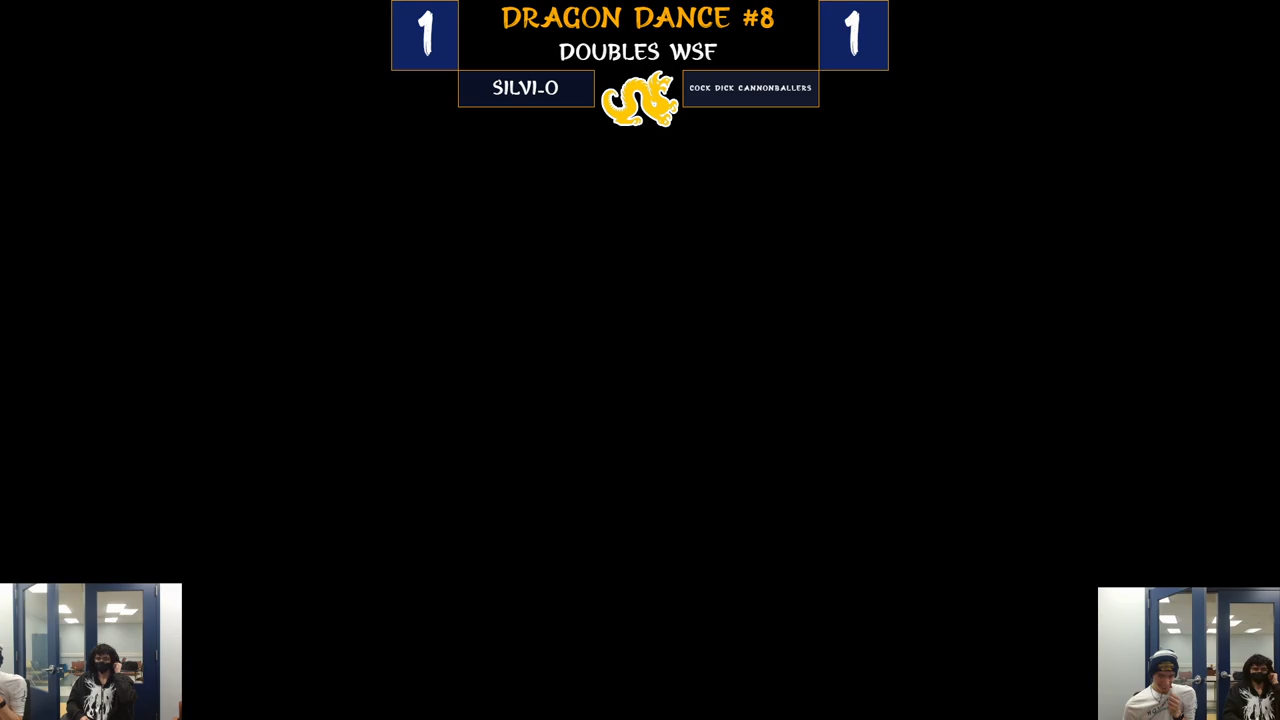 1
DRAGON DANCE #8
1
DOUBLES WSF
SILVI-O
COCK DICK CANNONBALLERS